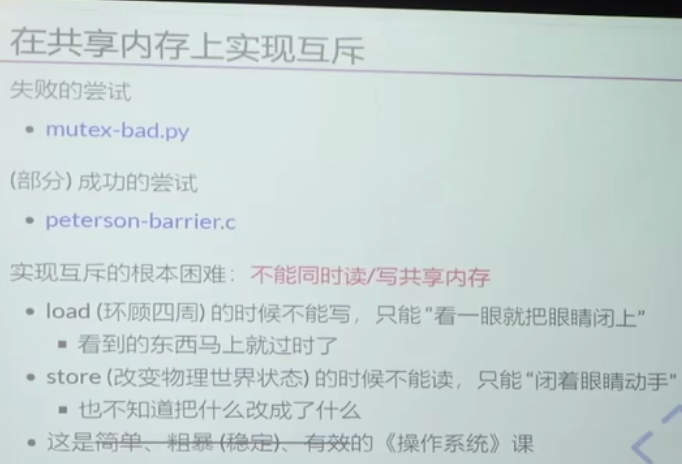 在共享内存上实现互斥
失败的尝试
• mutex-bad.py
(部分) 成功的尝试
• peterson-barrier.c
实现互斥的根本困难：不能同时读/写共享内存
• load (环顾四周) 的时候不能写，只能“看一眼就把眼睛闭上”
▪ 看到的东西马上就过时了
• store (改变物理世界状态) 的时候不能读，只能“闭着眼睛动手”
▪ 也不知道把什么改成了什么
• 这是简单、粗暴 (稳定)、有效的《操作系统》课